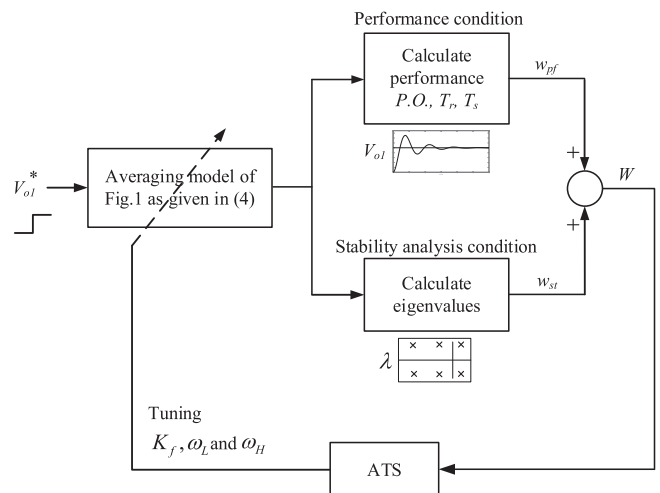 Performance condition
Calculate
performance
P.O., T_r, T_s
w_pf
V_o1
+
V_o1*
Averaging model of
Fig.1 as given in (4)
W
+
Stability analysis condition
Calculate
eigenvalues
w_st
λ
Tuning
K_f, ω_L and ω_H
ATS